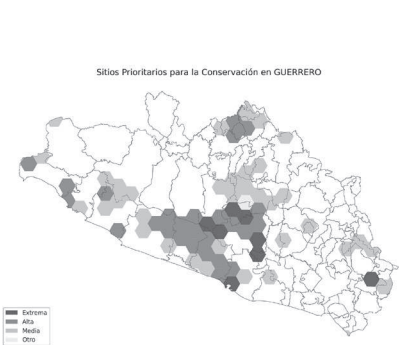 Sitios Prioritarios para la Conservación en GUERRERO
Extrema
Alta
Media
Otro